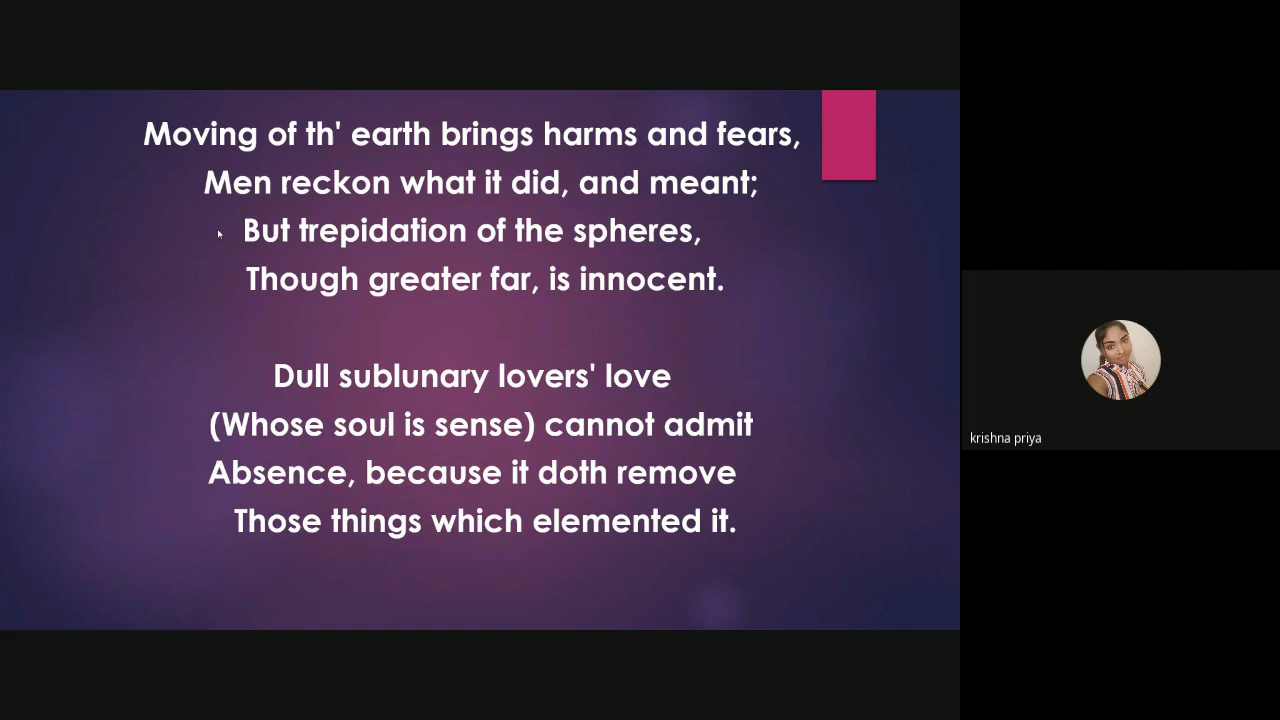 Moving of th' earth brings harms and fears,
Men reckon what it did, and meant;
But trepidation of the spheres,
Though greater far, is innocent.
Dull sublunary lovers' love
(Whose soul is sense) cannot admit
Absence, because it doth remove
Those things which elemented it.
krishna priya